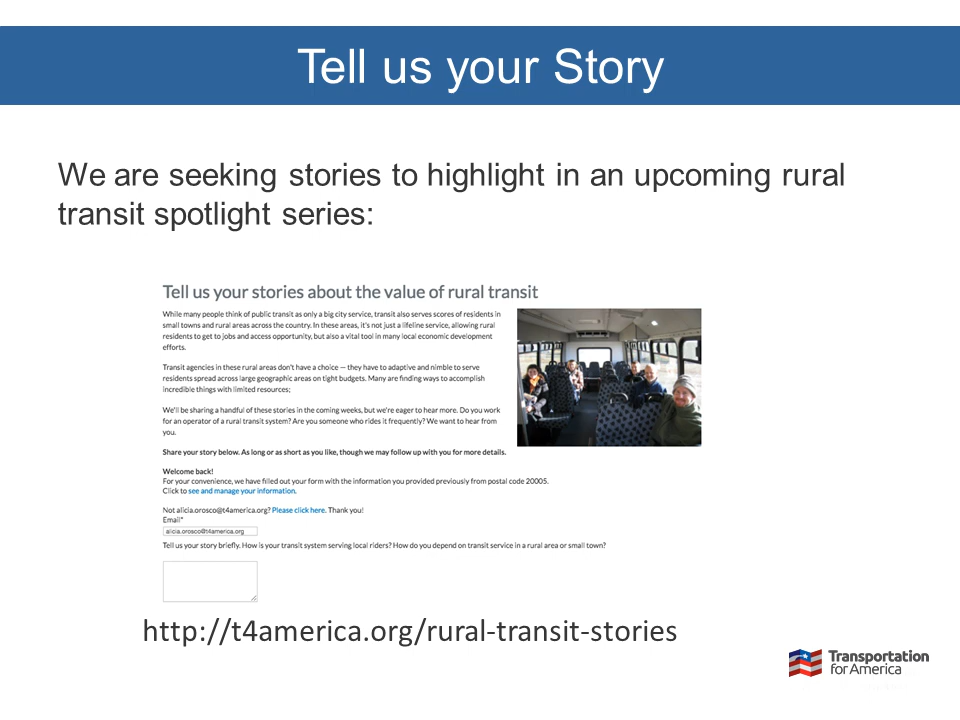 Tell us your Story
We are seeking stories to highlight in an upcoming rural
transit spotlight series:
Tell us your stories about the value of rural transit
While many people think of public transit as only a big city service, transit also serves scores of residents in
small towns and rural areas across the country. In these areas, it's not just a lifeline service, allowing rural
residents to get to jobs and access opportunity, but also a vital tool in many local economic development
efforts.
Transit agencies in these rural areas don't have a choice — they have to adaptive and nimble to serve
residents spread across large geographic areas on tight budgets. Many are finding ways to accomplish
incredible things with limited resources;
We'll be sharing a handful of these stories in the coming weeks, but we're eager to hear more. Do you work
for an operator of a rural transit system? Are you someone who rides it frequently? We want to hear from
you.
Share your story below. As long or as short as you like, though we may follow up with you for more details.
Welcome back!
For your convenience, we have filled out your form with the information you provided previously from postal code 20005.
Click to see and manage your information.
Not alicia.orosco@t4america.org? Please click here. Thank you!
Email*
alicia.orosco@t4america.org
Tell us your story briefly. How is your transit system serving local riders? How do you depend on transit service in a rural area or small town?
http://t4america.org/rural-transit-stories
Transportation
for America